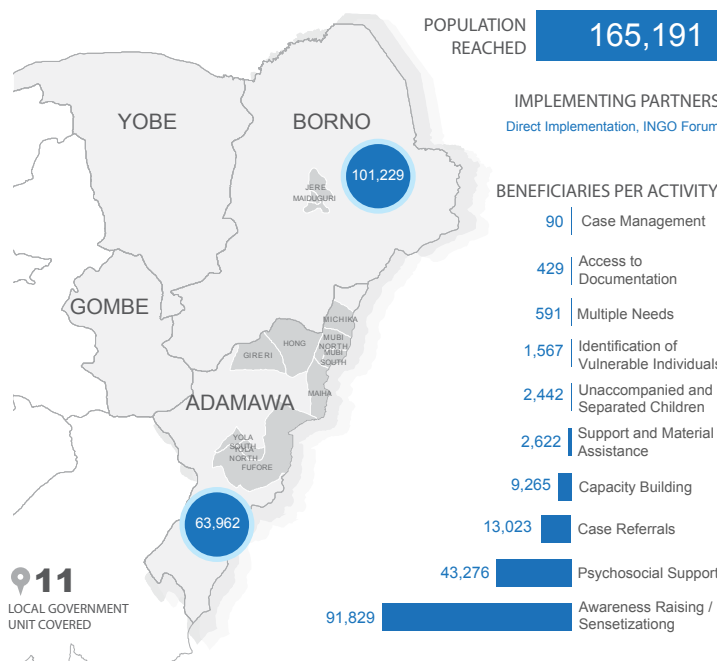 POPULATION
REACHED
165,191
IMPLEMENTING PARTNERS
Direct Implementation, INGO Forum
BENEFICIARIES PER ACTIVITY
90 Case Management
429 Access to
Documentation
591 Multiple Needs
1,567 Identification of
Vulnerable Individuals
2,442 Unaccompanied and
Separated Children
2,622 Support and Material
Assistance
9,265 Capacity Building
13,023 Case Referrals
43,276 Psychosocial Support
91,829 Awareness Raising /
Sensetizationg
YOBE
BORNO
101,229
JERE
MAIDUGURI
GOMBE
MICHIKA
HONG
MUBI
NORTH
MUBI
SOUTH
GIRERI
MAIHA
ADAMAWA
YOLA
SOUTH
YOLA
NORTH
FUFORE
63,962
11
LOCAL GOVERNMENT
UNIT COVERED